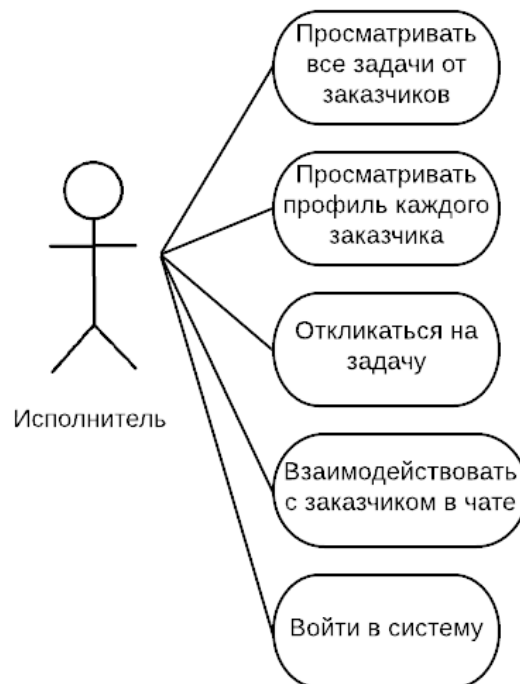 Просматривать
все задачи от
заказчиков
Просматривать
профиль каждого
заказчика
Откликаться на
задачу
Исполнитель
Взаимодействовать
с заказчиком в чате
Войти в систему